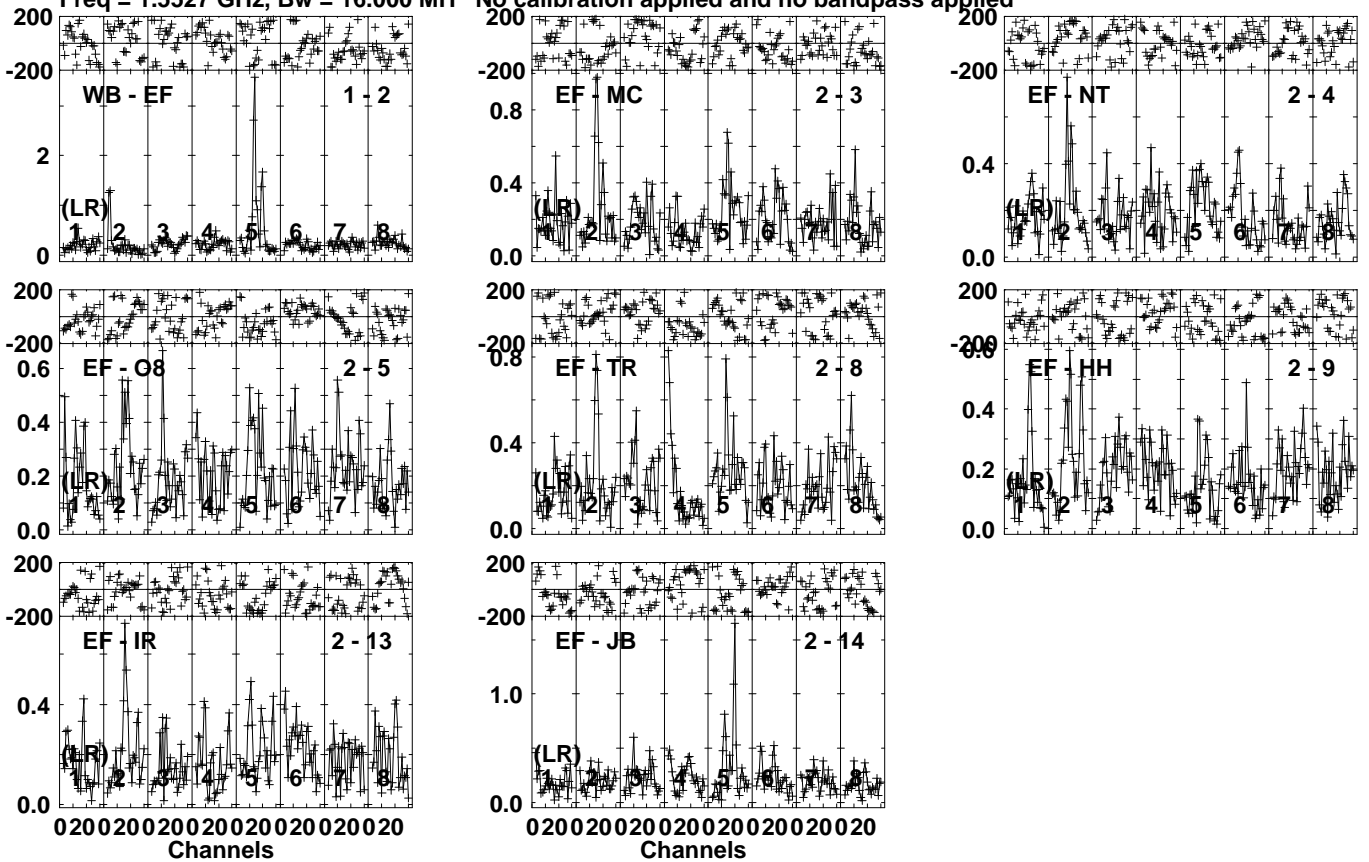 Freq = 1.5527 GHz, Bw = 16.000 MH No calibration applied and no bandpass applied
200 200 200
-200 -200 -200
WB - EF 1 - 2 EF - MC 2 - 3 EF - NT 2 - 4
0.8
2 0.4
0.4
(LR) (LR) (LR)
1 2 3 4 5 6 7 8 1 2 3 4 5 6 7 8 1 2 3 4 5 6 7 8
0 0.0 0.0
200 200 200
-200 -200 -200
0.8 0.6
EF - O8 2 - 5 EF - TR 2 - 8 EF - HH 2 - 9
0.6
0.4 0.4 0.4
0.2 0.2
(LR) (LR) (LR)
1 2 3 4 5 6 7 8 1 2 3 4 5 6 7 8 1 2 3 4 5 6 7 8
0.0 0.0 0.0
200 200
-200 -200
EF - IR 2 - 13 EF - JB 2 - 14
0.4 1.0
(LR) (LR)
1 2 3 4 5 6 7 8 1 2 3 4 5 6 7 8
0.0 0.0
0 20 0 20 0 20 0 20 0 20 0 20 0 20 0 20 0 20 0 20 0 20 0 20 0 20 0 20 0 20 0 20
Channels Channels